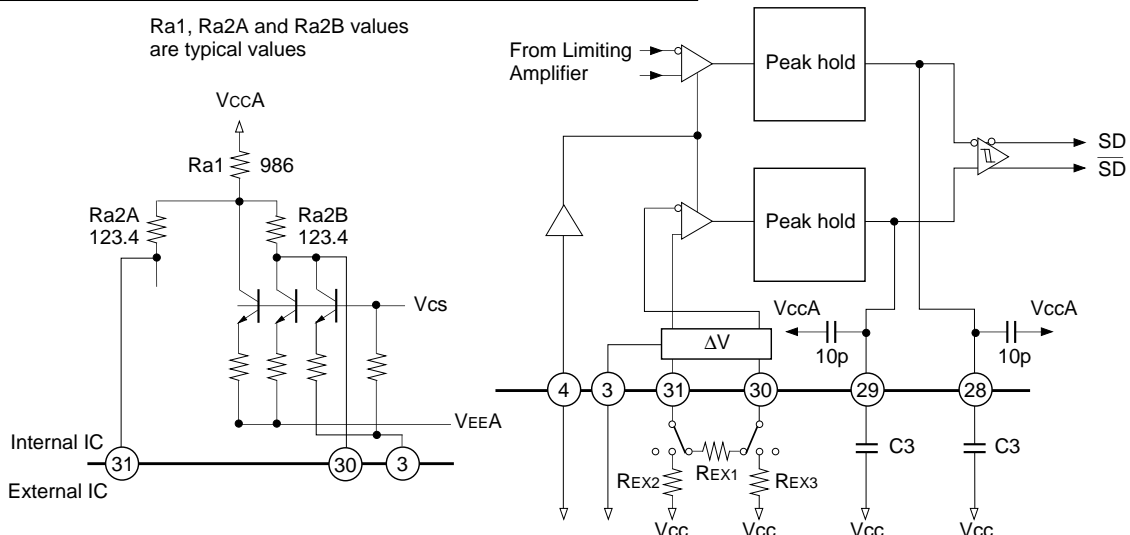 Ra1, Ra2A and Ra2B values
are typical values
VCCA
Ra1 986
Ra2A
123.4
Ra2B
123.4
Vcs
VEEA
Internal IC
External IC
31
30
3
From Limiting
Amplifier
Peak hold
Peak hold
SD
SD
VccA
10p
VccA
10p
ΔV
4
3
31
30
29
28
REX1
REX2
REX3
C3
C3
Vcc
Vcc
Vcc
Vcc